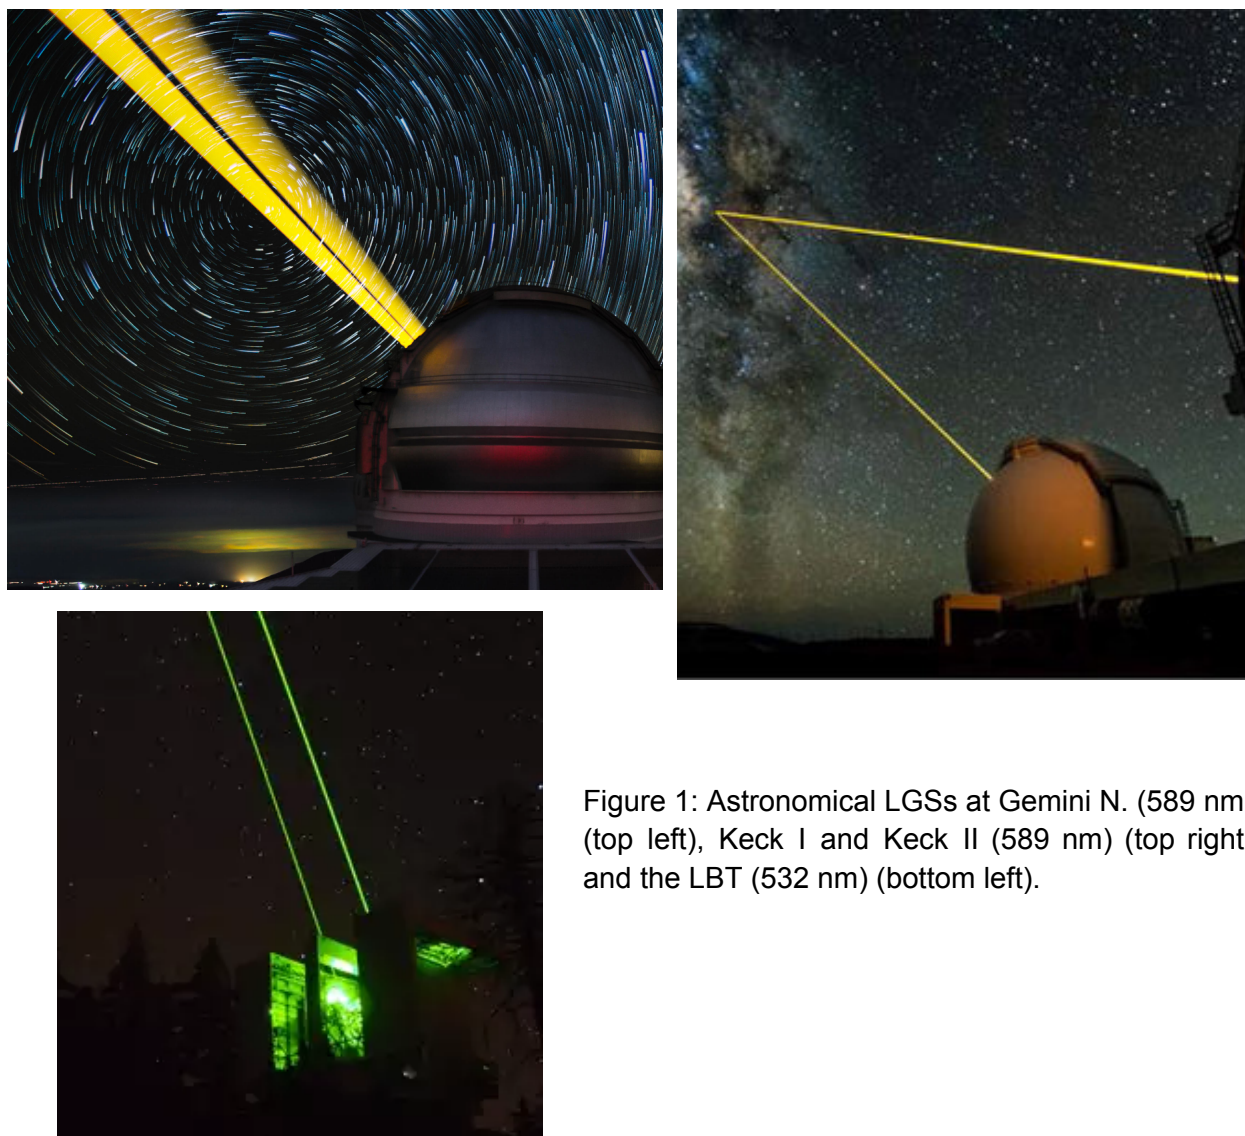 Figure 1: Astronomical LGSs at Gemini N. (589 nm
(top left), Keck I and Keck II (589 nm) (top right
and the LBT (532 nm) (bottom left).